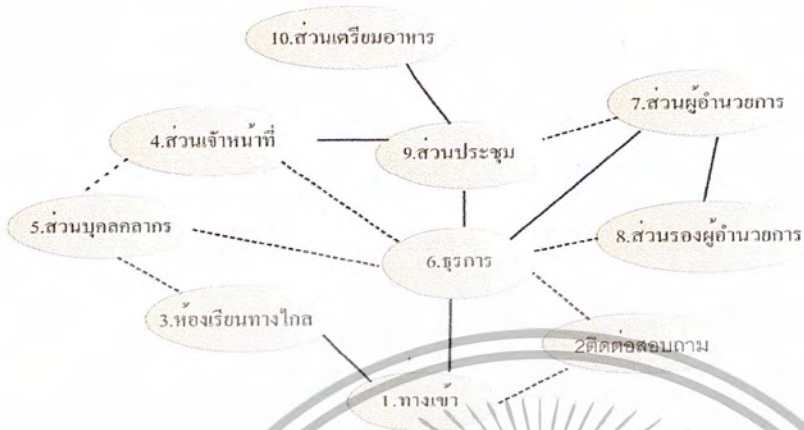 10.ส่วนเตรียมอาหาร
7.ส่วนผู้อำนวยการ
4.ส่วนเจ้าหน้าที่
9.ส่วนประชุม
5.ส่วนบุคลคลากร
8.ส่วนรองผู้อำนวยการ
6.ธุรการ
3.ห้องเรียนทางไกล
2ติดต่อสอบถาม
1.ทางเข้า